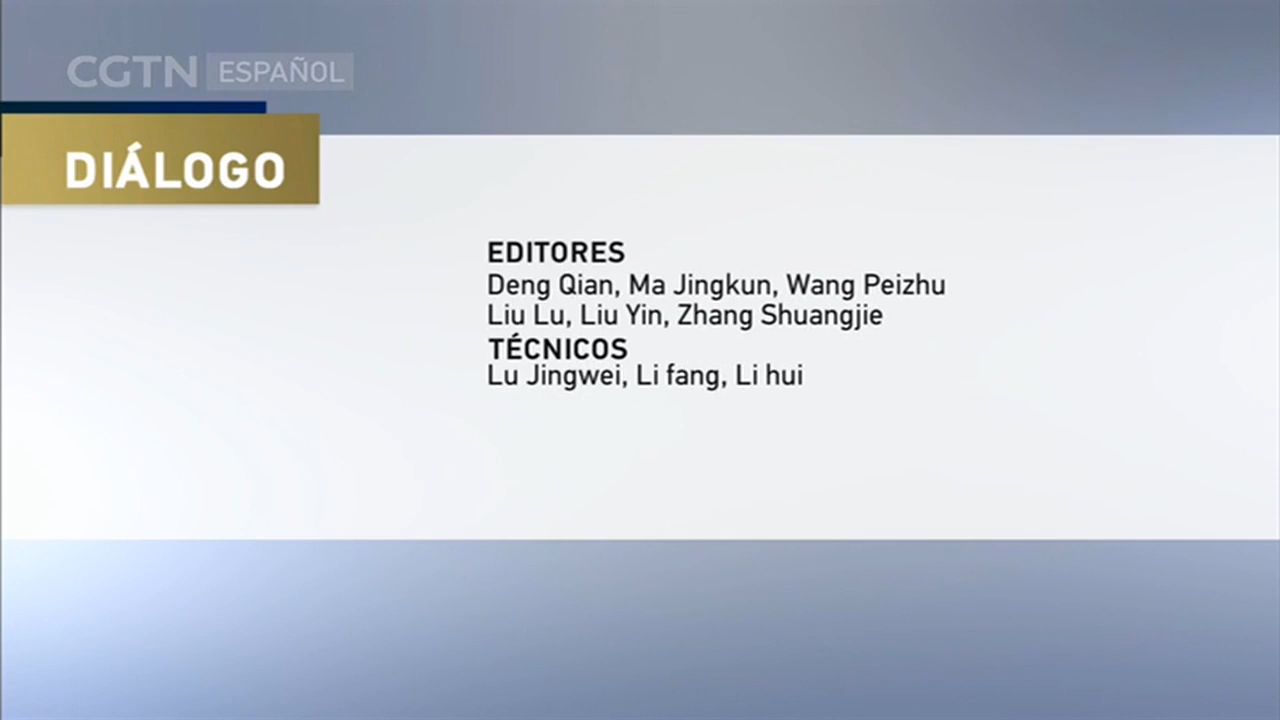 CGTN ESPAÑOL
DIÁLOGO
EDITORES
Deng Qian, Ma Jingkun, Wang Peizhu
Liu Lu, Liu Yin, Zhang Shuangjie
TÉCNICOS
Lu Jingwei, Li fang, Li hui